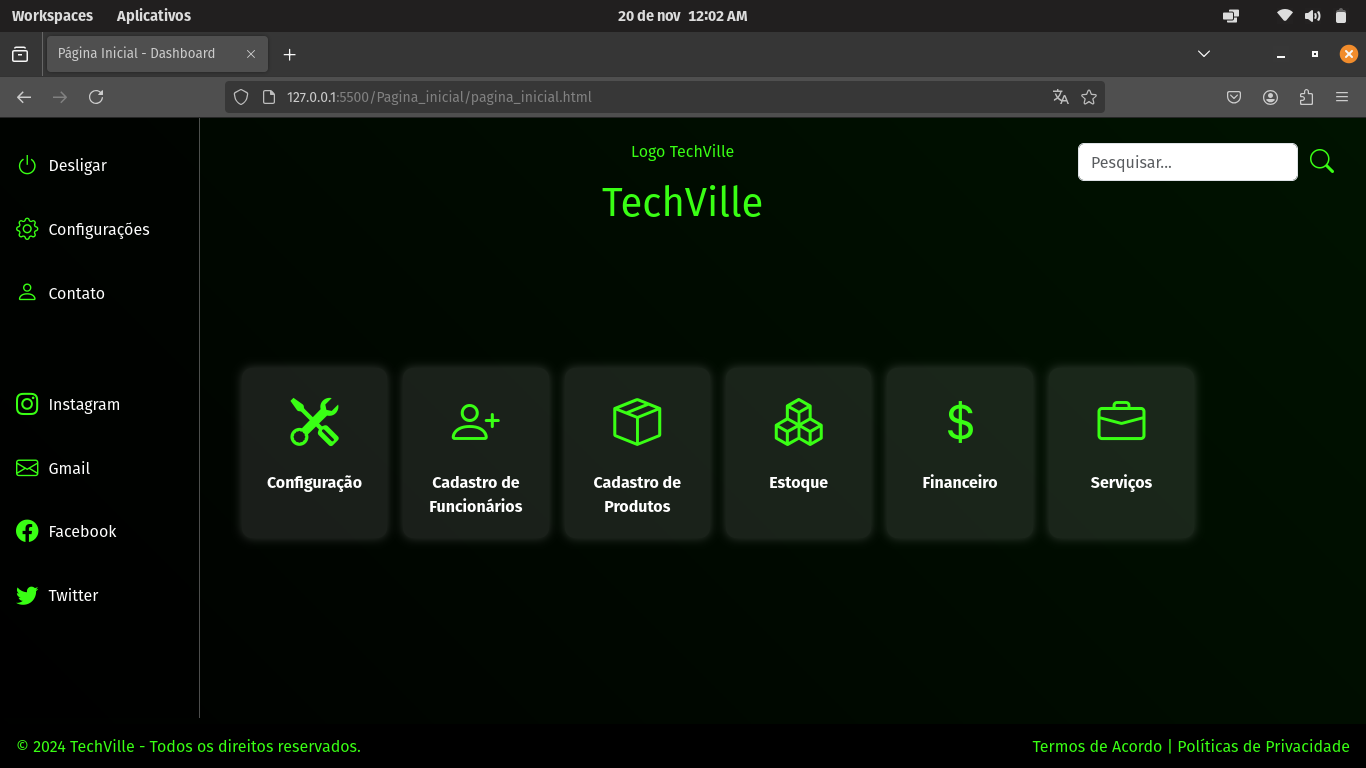 Workspaces Aplicativos 20 de nov 12:02 AM
Página Inicial - Dashboard
127.0.0.1:5500/Pagina_inicial/pagina_inicial.html
Desligar
Configurações
Contato
Instagram
Gmail
Facebook
Twitter
Logo TechVille
TechVille
Pesquisar...
Configuração
Cadastro de
Funcionários
Cadastro de
Produtos
Estoque
Financeiro
Serviços
© 2024 TechVille - Todos os direitos reservados.
Termos de Acordo | Políticas de Privacidade